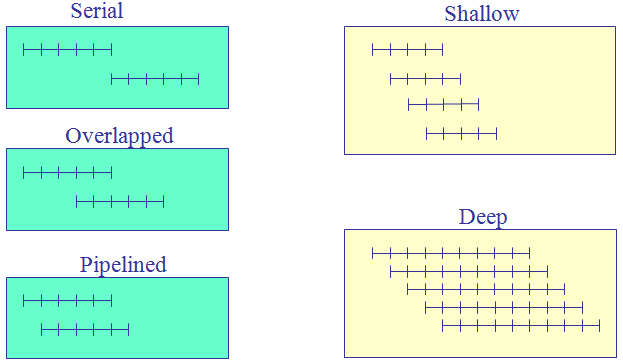 Serial
Overlapped
Pipelined
Shallow
Deep